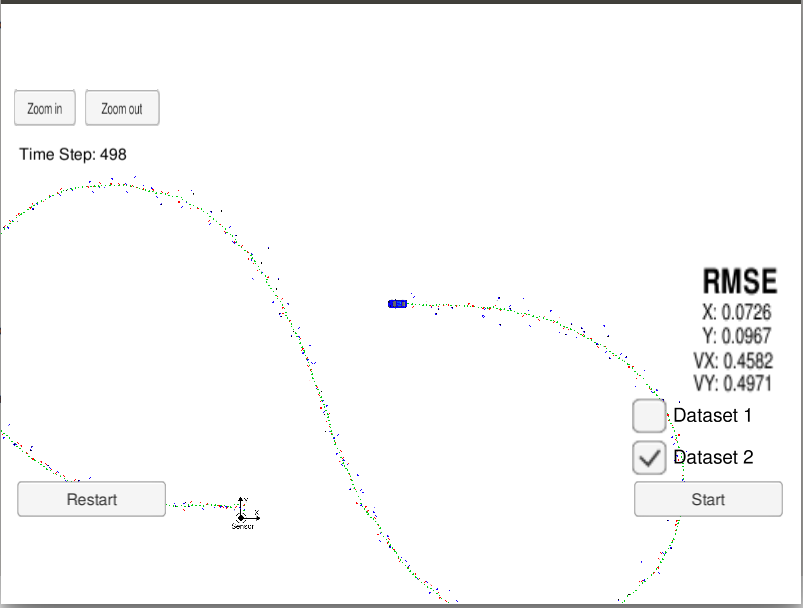 Zoom in
Zoom out
Time Step: 498
RMSE
X: 0.0726
Y: 0.0967
VX: 0.4582
VY: 0.4971
Dataset 1
Dataset 2
Restart
Start
Y
X
Sensor